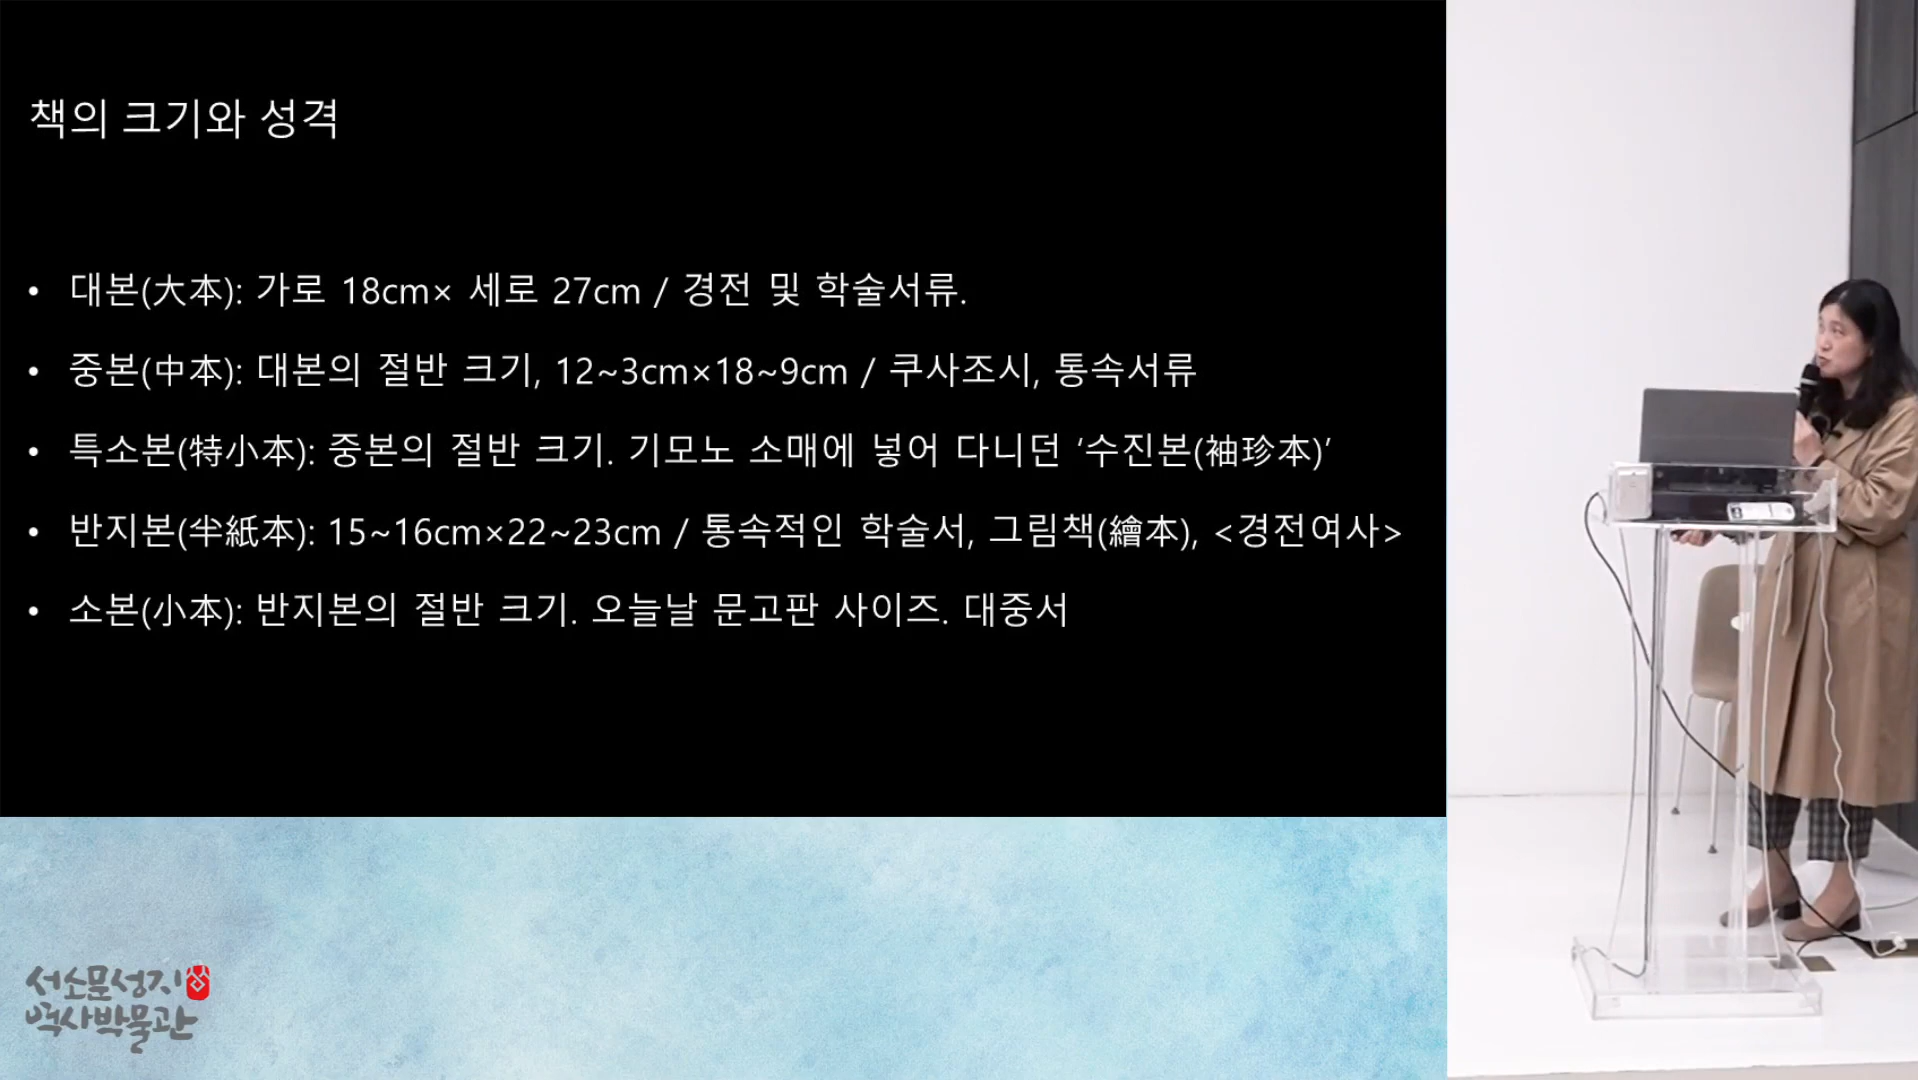 책의 크기와 성격
• 대본(大本): 가로 18cm× 세로 27cm / 경전 및 학술서류.
• 중본(中本): 대본의 절반 크기, 12~3cm×18~9cm / 쿠사조시, 통속서류
• 특소본(特小本): 중본의 절반 크기. 기모노 소매에 넣어 다니던 ‘수진본(袖珍本)’
• 반지본(半紙本): 15~16cm×22~23cm / 통속적인 학술서, 그림책(繪本), <경전여사>
• 소본(小本): 반지본의 절반 크기. 오늘날 문고판 사이즈. 대중서
서소문성지
역사박물관